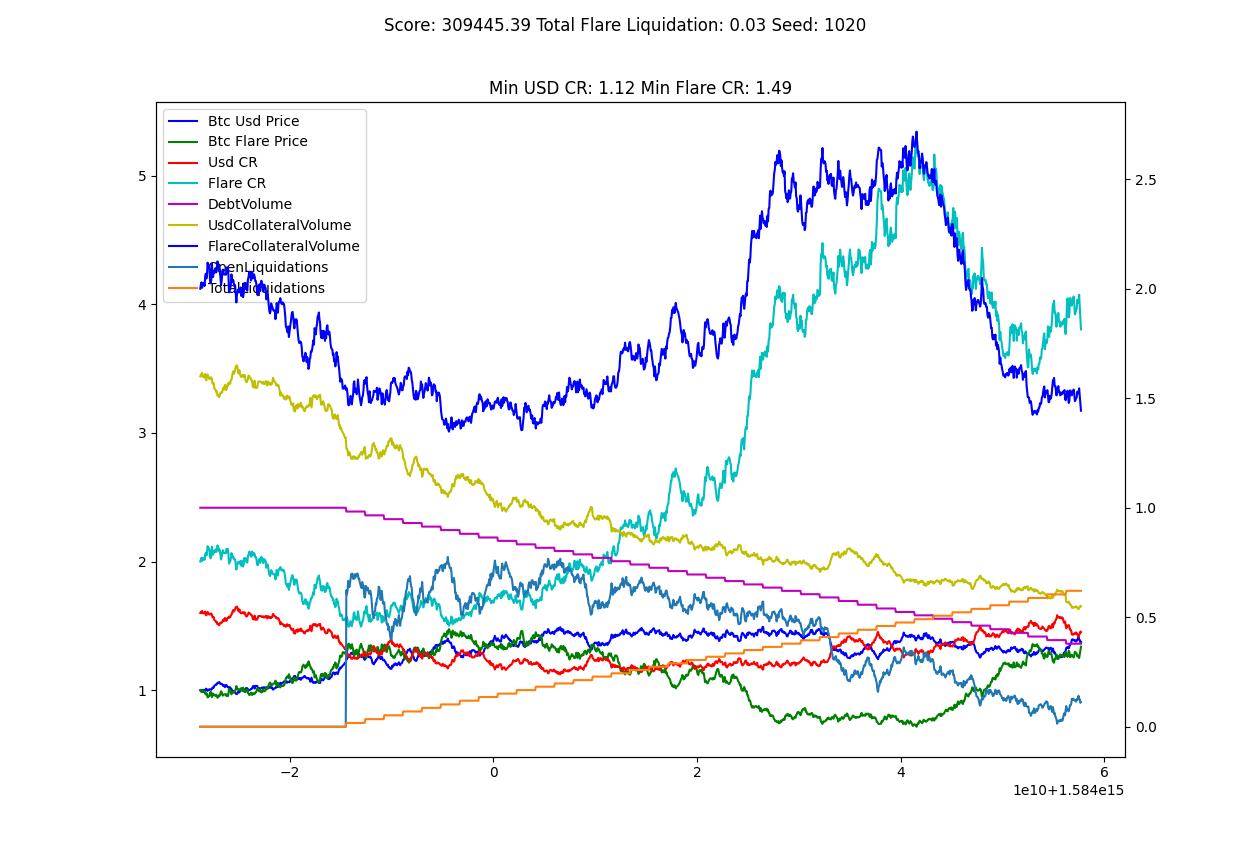 Score: 309445.39 Total Flare Liquidation: 0.03 Seed: 1020
Min USD CR: 1.12 Min Flare CR: 1.49
Btc Usd Price
Btc Flare Price
Usd CR
Flare CR
DebtVolume
UsdCollateralVolume
FlareCollateralVolume
OpenLiquidations
TotalLiquidations
5
4
3
2
1
2.5
2.0
1.5
1.0
0.5
0.0
−2 0 2 4 6
1e10+1.584e15